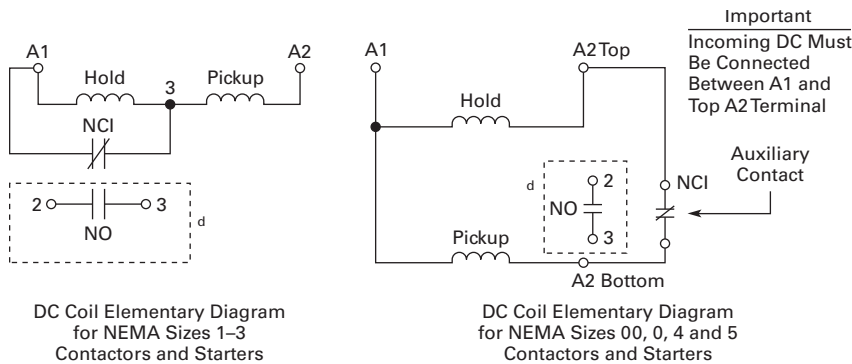 A1
A2
Hold
3
Pickup
NCI
2
3
NO
d
DC Coil Elementary Diagram
for NEMA Sizes 1–3
Contactors and Starters
A1
A2 Top
Hold
d
2
NO
3
NCI
Pickup
A2 Bottom
Auxiliary
Contact
DC Coil Elementary Diagram
for NEMA Sizes 00, 0, 4 and 5
Contactors and Starters
Important
Incoming DC Must
Be Connected
Between A1 and
Top A2 Terminal